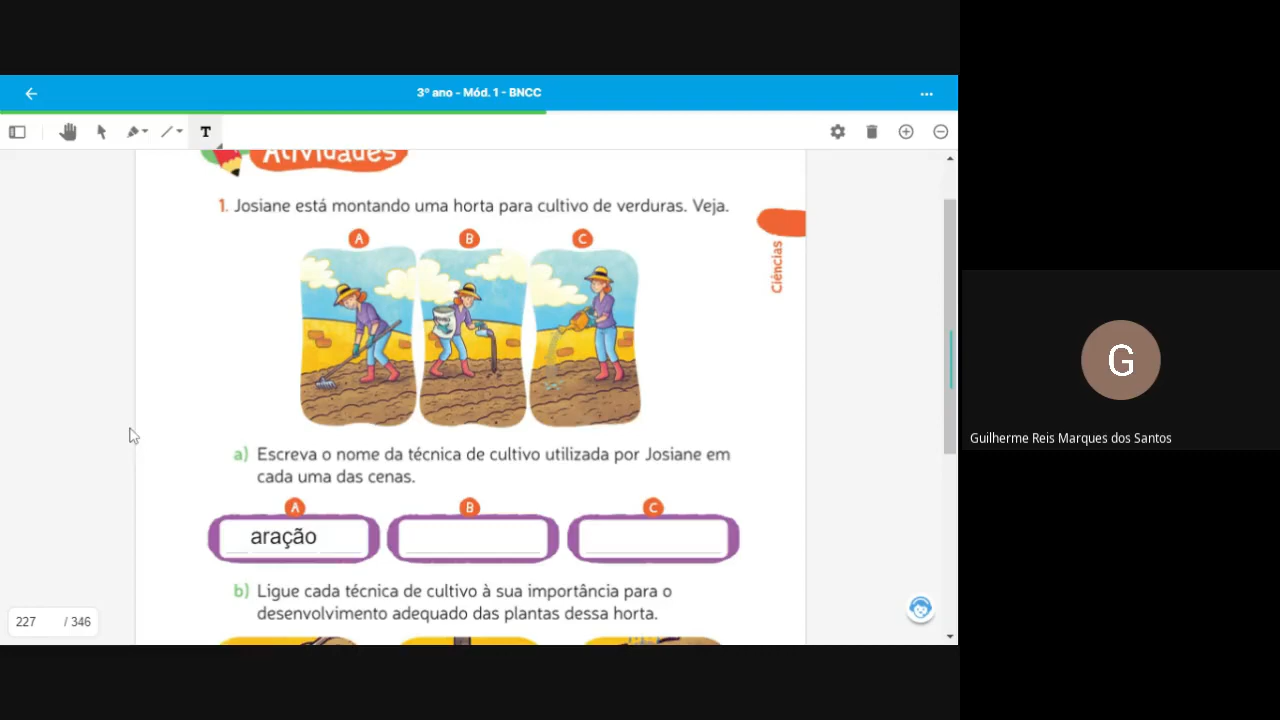 3º ano - Mód. 1 - BNCC
T
Atividades
1. Josiane está montando uma horta para cultivo de verduras. Veja.
A B C
Ciências
a) Escreva o nome da técnica de cultivo utilizada por Josiane em
cada uma das cenas.
A B C
aração
b) Ligue cada técnica de cultivo à sua importância para o
desenvolvimento adequado das plantas dessa horta.
227 / 346
G
Guilherme Reis Marques dos Santos